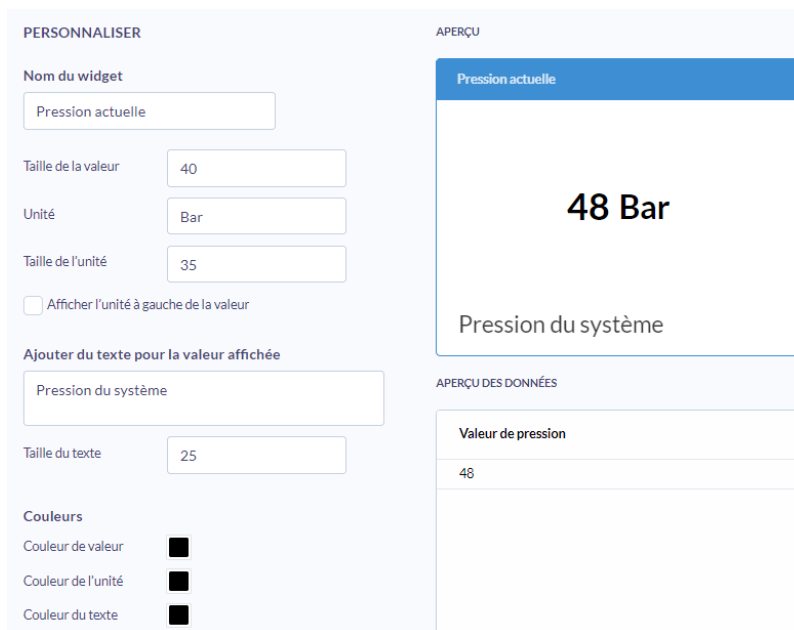 PERSONNALISER
Nom du widget
Pression actuelle
Taille de la valeur
40
Unité
Bar
Taille de l'unité
35
Afficher l'unité à gauche de la valeur
Ajouter du texte pour la valeur affichée
Pression du système
Taille du texte
25
Couleurs
Couleur de valeur
Couleur de l'unité
Couleur du texte
APERÇU
Pression actuelle
48 Bar
Pression du système
APERÇU DES DONNÉES
Valeur de pression
48